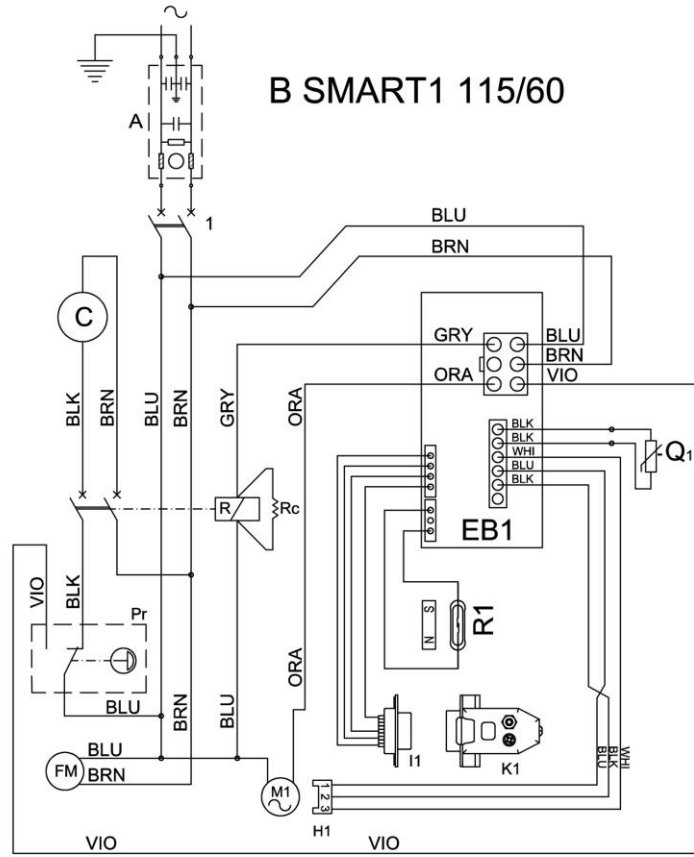 B SMART1 115/60
A
1
BLU
BRN
C
GRY
BLU
BRN
ORA
VIO
BLK
BRN
BLU
BRN
GRY
ORA
BLK
BLK
WHI
BLU
BLK
Q1
R
Rc
EB1
VIO
BLK
Pr
S
N
R1
ORA
BLU
BRN
BLU
BLU
FM
BRN
M1
I1
K1
BLU
BLK
WHI
1
2
3
H1
VIO
VIO